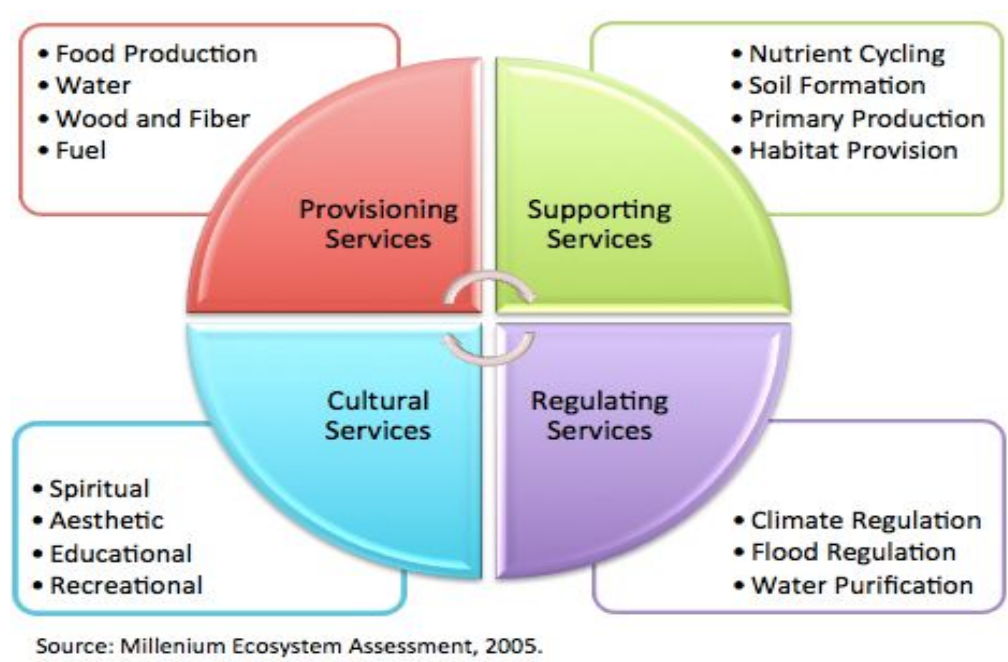 • Food Production
• Water
• Wood and Fiber
• Fuel
• Nutrient Cycling
• Soil Formation
• Primary Production
• Habitat Provision
Provisioning
Services
Supporting
Services
Cultural
Services
Regulating
Services
• Spiritual
• Aesthetic
• Educational
• Recreational
• Climate Regulation
• Flood Regulation
• Water Purification
Source: Millenium Ecosystem Assessment, 2005.